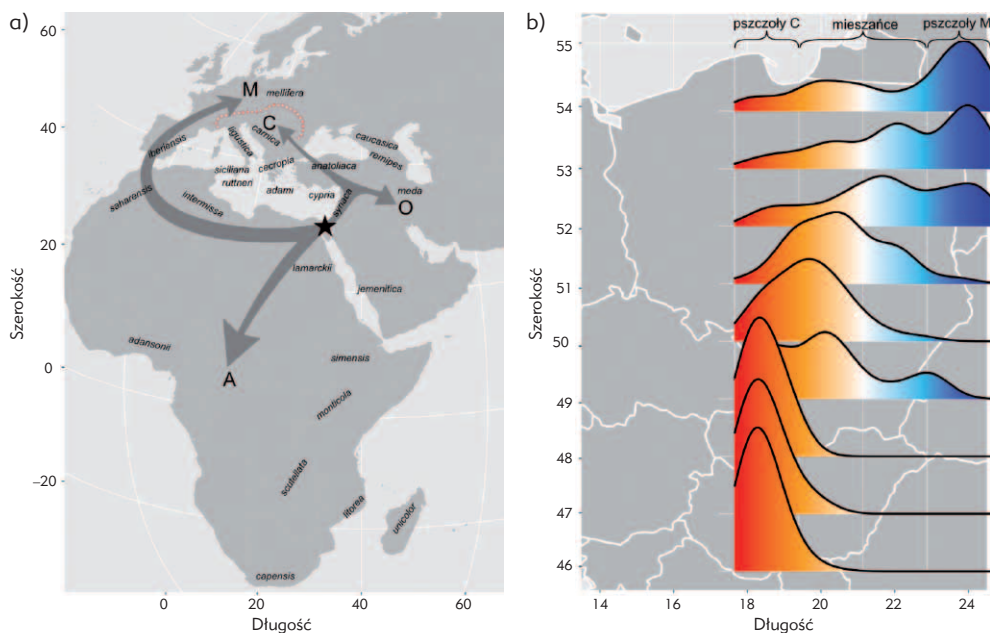 a)
60
40
20
0
–20
Szerokość
M
mellifera
C
carnica
ligustica
iberiensis
siciliana
ruttneri
cecropia
adami
anatoliaca
caucasica
remipes
cypria
syriaca
meda
O
saharensis
intermissa
lamarckii
jemenitica
adansonii
A
simensis
monticola
scutellata
litorea
unicolor
capensis
0 20 40 60
Długość
b)
pszczoły C mieszańce pszczoły M
55
54
53
52
51
50
49
48
47
46
Szerokość
14 16 18 20 22 24
Długość